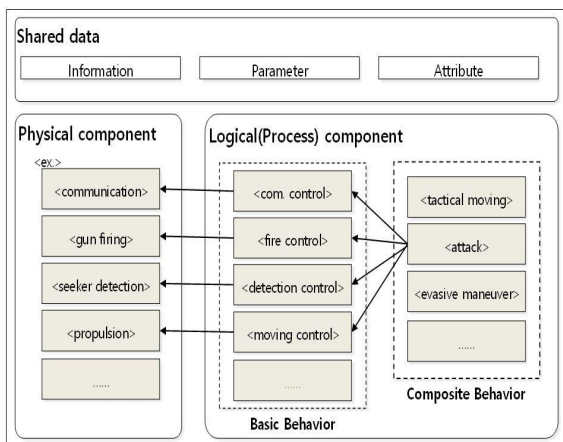 Shared data
Information
Parameter
Attribute
Physical component
<ex.>
<communication>
<gun firing>
<seeker detection>
<propulsion>
......
Logical(Process) component
<com. control>
<fire control>
<detection control>
<moving control>
......
Basic Behavior
<tactical moving>
<attack>
<evasive maneuver>
......
Composite Behavior